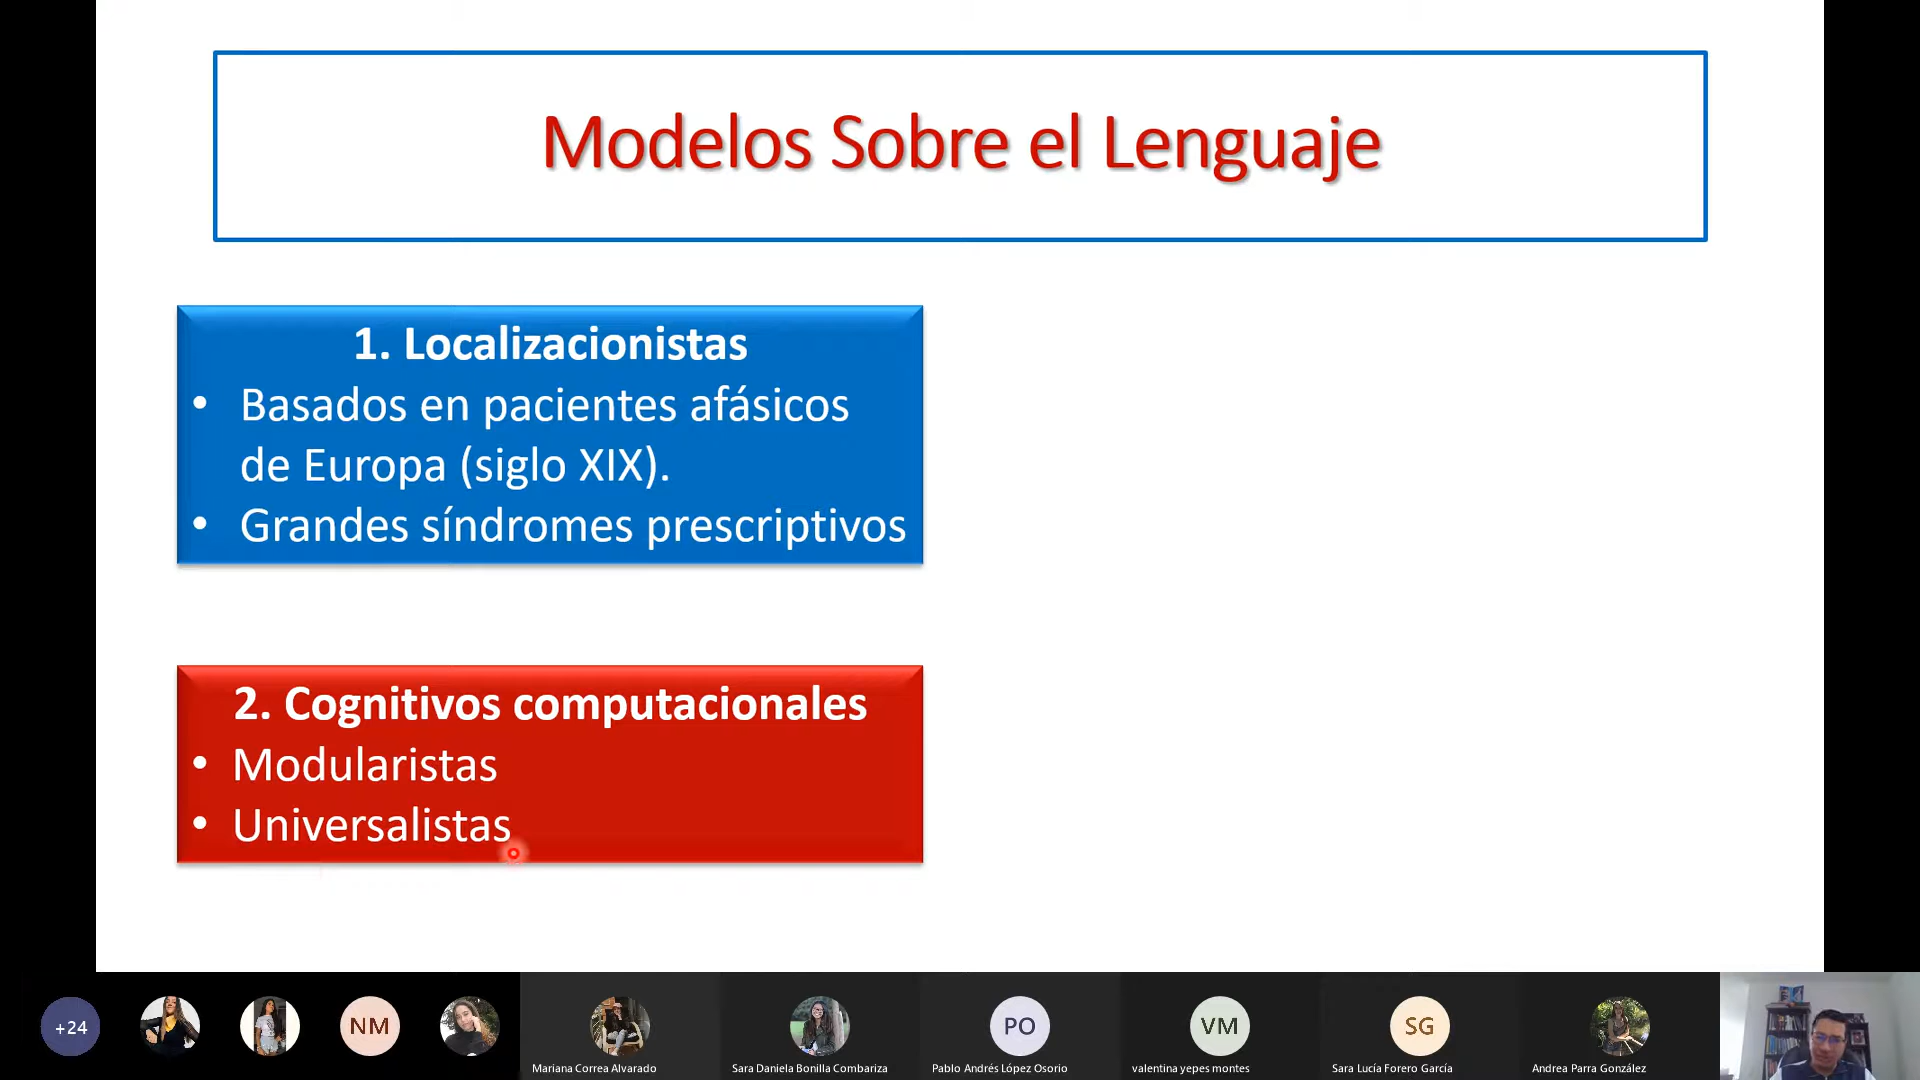 Modelos Sobre el Lenguaje
1. Localizacionistas
• Basados en pacientes afásicos
de Europa (siglo XIX).
• Grandes síndromes prescriptivos
2. Cognitivos computacionales
• Modularistas
• Universalistas
+24
NM
PO
VM
SG
Mariana Correa Alvarado
Sara Daniela Bonilla Combariza
Pablo Andrés López Osorio
valentina yepes montes
Sara Lucía Forero García
Andrea Parra González